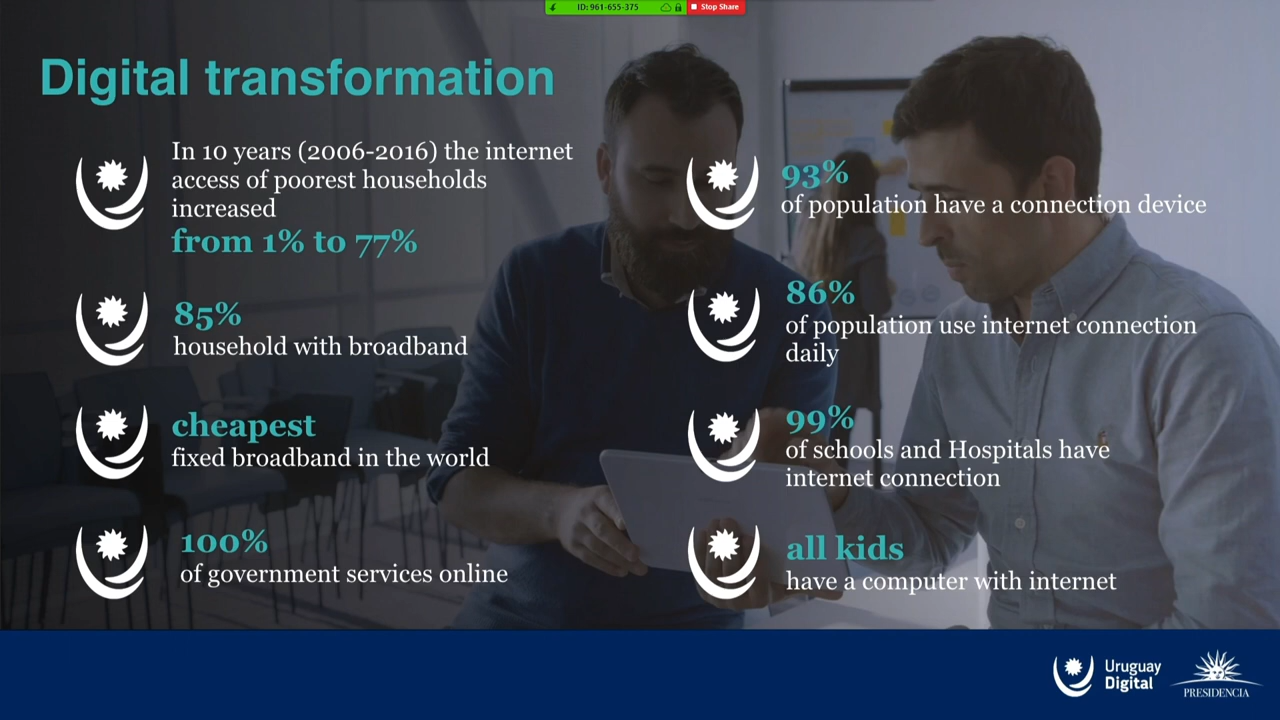 ID: 961-655-375
Stop Share
Digital transformation
In 10 years (2006-2016) the internet
access of poorest households
increased
from 1% to 77%
85%
household with broadband
cheapest
fixed broadband in the world
100%
of government services online
93%
of population have a connection device
86%
of population use internet connection
daily
99%
of schools and Hospitals have
internet connection
all kids
have a computer with internet
Uruguay
Digital
PRESIDENCIA